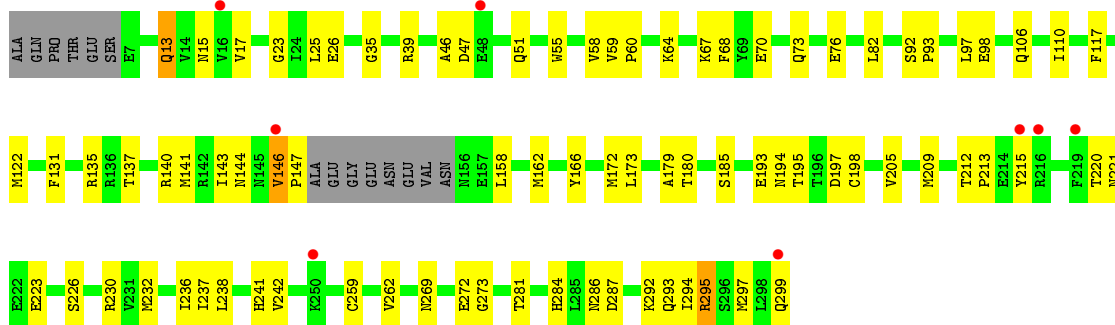 ALA GLN PRO THR GLU SER E7 Q13 V14 N15 V16 V17 G23 I24 L25 E26 G35 R39 A46 D47 E48 Q51 W55 V58 V59 P60 K64 K67 F68 Y69 E70 Q73 E76 L82 S92 P93 L97 E98 Q106 I110 F117
M122 F131 R135 R136 T137 R140 M141 R142 I143 N144 N145 V146 P147 ALA GLU GLY GLU ASN GLU VAL ASN N156 E157 L158 M162 Y166 M172 L173 A179 T180 S185 E193 N194 T195 T196 D197 C198 V205 M209 T212 P213 E214 Y215 R216 F219 T220 N221
E222 E223 S226 R230 V231 M232 I236 I237 L238 H241 V242 K250 C259 V262 N269 E272 G273 T281 H284 L285 N286 D287 K292 Q293 I294 R295 S296 M297 L298 Q299